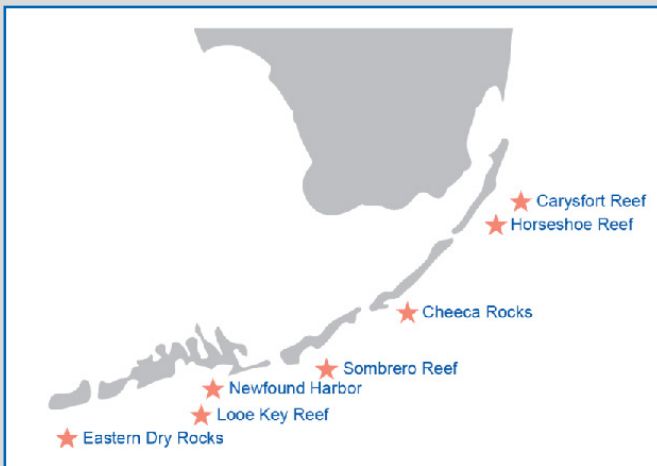 Carysfort Reef
Horseshoe Reef
Cheeca Rocks
Sombrero Reef
Newfound Harbor
Looe Key Reef
Eastern Dry Rocks